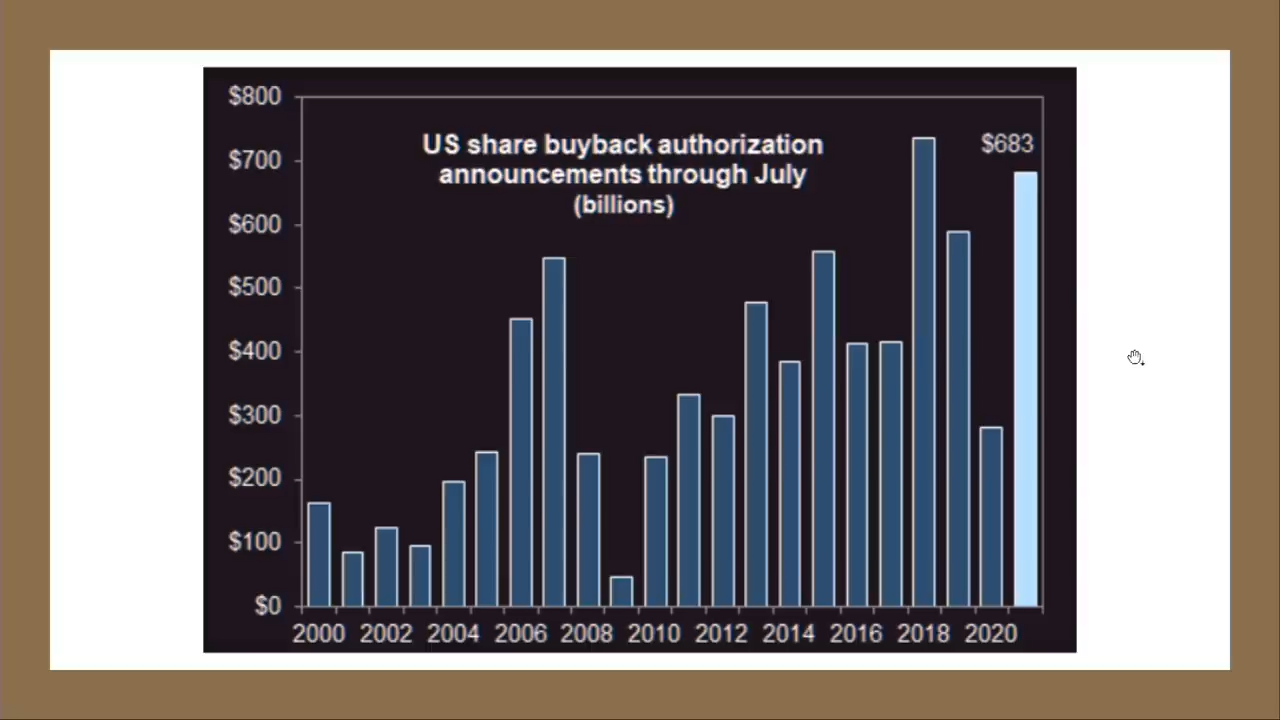 US share buyback authorization
announcements through July
(billions)
$683
$800
$700
$600
$500
$400
$300
$200
$100
$0
2000 2002 2004 2006 2008 2010 2012 2014 2016 2018 2020